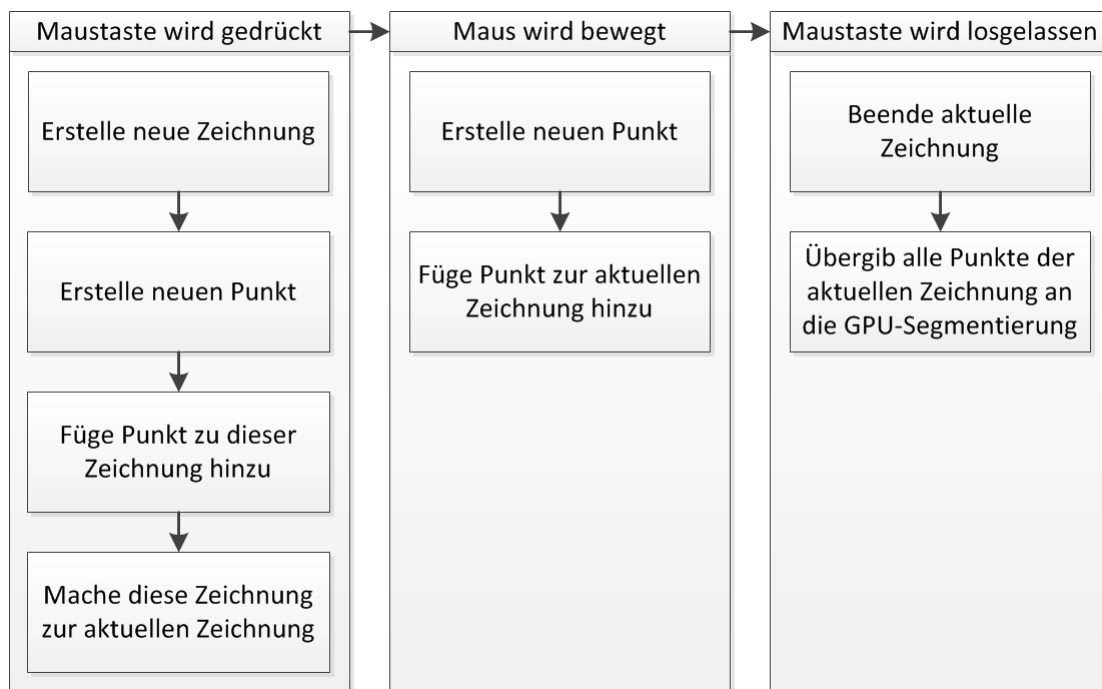 Maustaste wird gedrückt
Erstelle neue Zeichnung
Erstelle neuen Punkt
Füge Punkt zu dieser
Zeichnung hinzu
Mache diese Zeichnung
zur aktuellen Zeichnung
Maus wird bewegt
Erstelle neuen Punkt
Füge Punkt zur aktuellen
Zeichnung hinzu
Maustaste wird losgelassen
Beende aktuelle
Zeichnung
Übergib alle Punkte der
aktuellen Zeichnung an
die GPU-Segmentierung